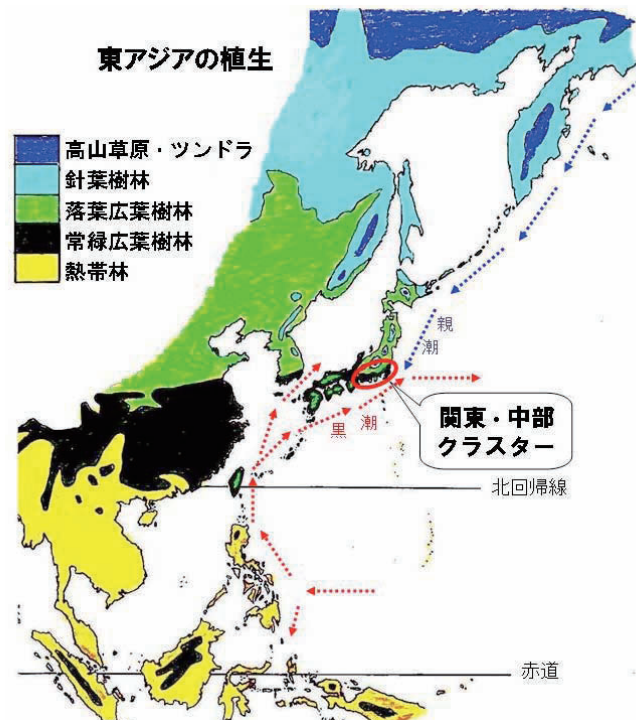 東アジアの植生
高山草原・ツンドラ
針葉樹林
落葉広葉樹林
常緑広葉樹林
熱帯林
親潮
黒潮
関東・中部
クラスター
北回帰線
赤道